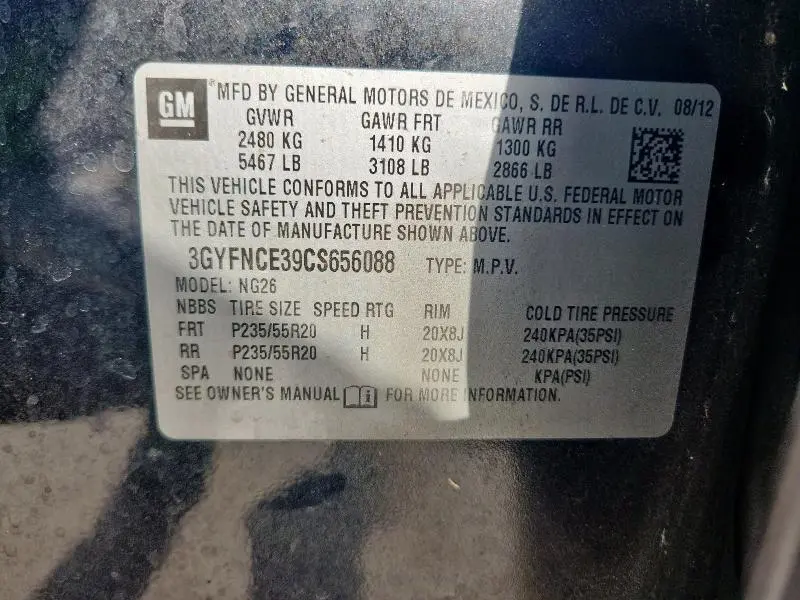 GM ® MFD BY GENERAL MOTORS DE MEXICO, S. DE R.L. DE C.V. 08/12
GVWR GAWR FRT GAWR RR
2480 KG 1410 KG 1300 KG
5467 LB 3108 LB 2866 LB
THIS VEHICLE CONFORMS TO ALL APPLICABLE U.S. FEDERAL MOTOR
VEHICLE SAFETY AND THEFT PREVENTION STANDARDS IN EFFECT ON
THE DATE OF MANUFACTURE SHOWN ABOVE.
3GYFNCE39CS656088 TYPE: M.P.V.
MODEL: NG26
NBBS TIRE SIZE SPEED RTG RIM COLD TIRE PRESSURE
FRT P235/55R20 H 20X8J 240KPA(35PSI)
RR P235/55R20 H 20X8J 240KPA(35PSI)
SPA NONE NONE KPA(PSI)
SEE OWNER'S MANUAL i FOR MORE INFORMATION.